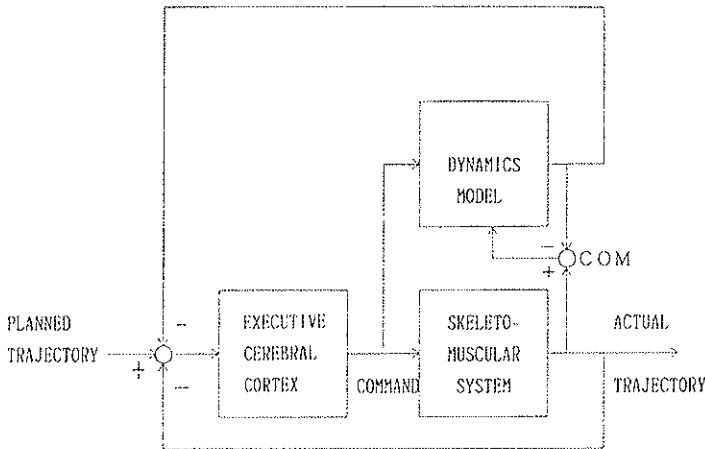 DYNAMICS
MODEL
−
+
COM
PLANNED
TRAJECTORY
+
−
−
EXECUTIVE
CEREBRAL
CORTEX
COMMAND
SKELETO-
MUSCULAR
SYSTEM
ACTUAL
TRAJECTORY